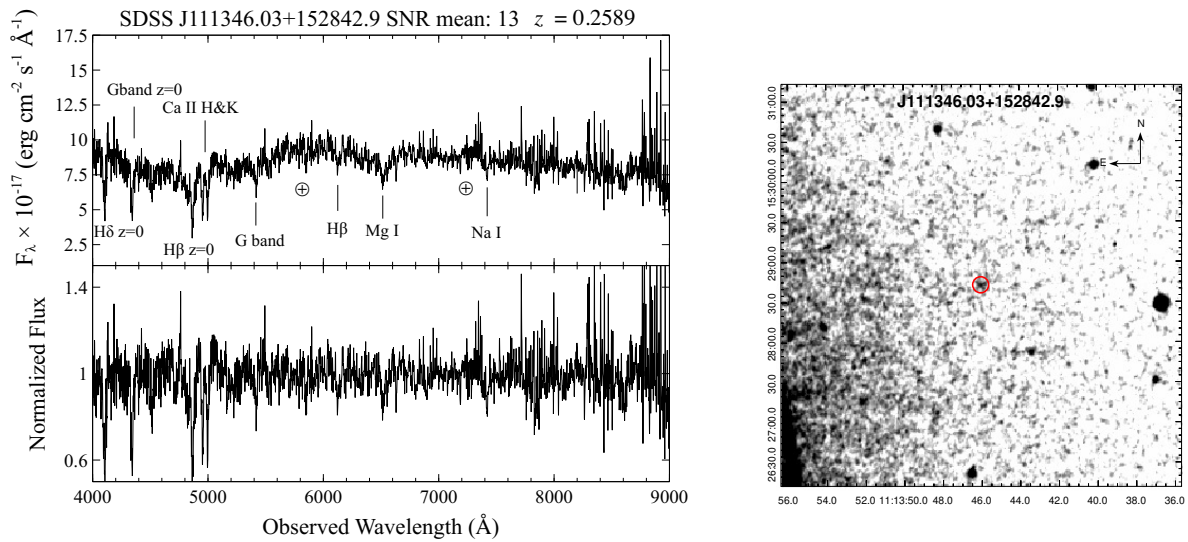 SDSS J111346.03+152842.9 SNR mean: 13 z = 0.2589
17.5
15
12.5
10
7.5
5
2.5
Fλ × 10⁻¹⁷ (erg cm⁻² s⁻¹ Å⁻¹)
Gband z=0
Ca II H&K
Hδ z=0
Hβ z=0
G band
⊕
Hβ
Mg I
⊕
Na I
1.4
1
0.6
Normalized Flux
4000 5000 6000 7000 8000 9000
Observed Wavelength (Å)
J111346.03+152842.9
N
E
31:00.0
30.0
15:30:00.0
30.0
29:00.0
30.0
28:00.0
30.0
27:00.0
26:30.0
56.0 54.0 52.0 11:13:50.0 48.0 46.0 44.0 42.0 40.0 38.0 36.0